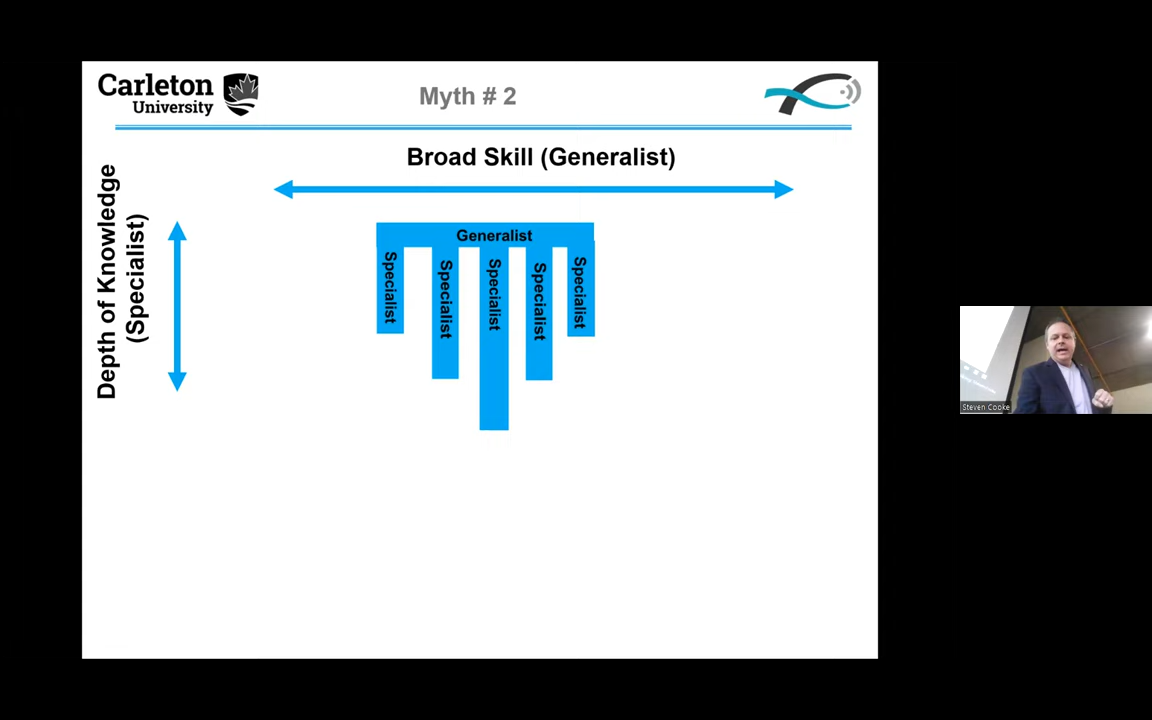 Carleton
University
Myth # 2
Broad Skill (Generalist)
Depth of Knowledge
(Specialist)
Generalist
Specialist
Specialist
Specialist
Specialist
Specialist
Steven Cooke